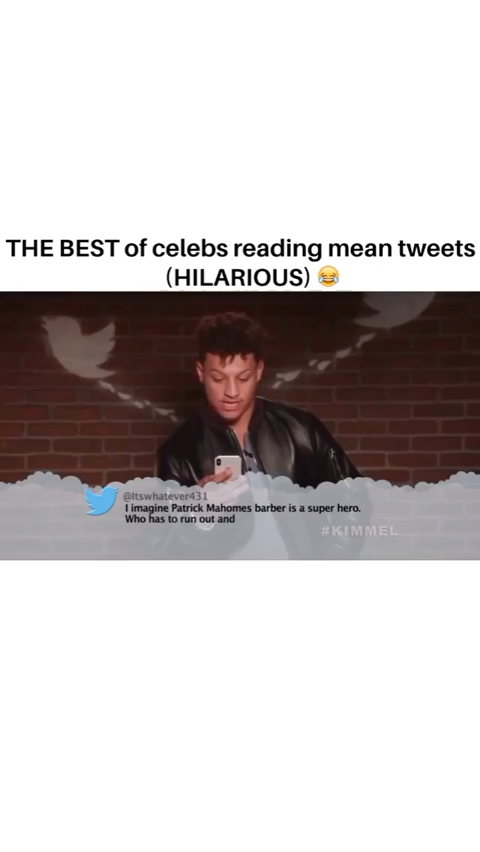 THE BEST of celebs reading mean tweets
(HILARIOUS) 😂
@Itswhatever431
I imagine Patrick Mahomes barber is a super hero.
Who has to run out and
#KIMMEL